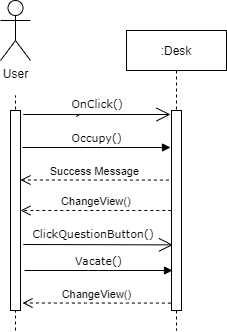 :Desk
User
OnClick()
Occupy()
Success Message
ChangeView()
ClickQuestionButton()
Vacate()
ChangeView()